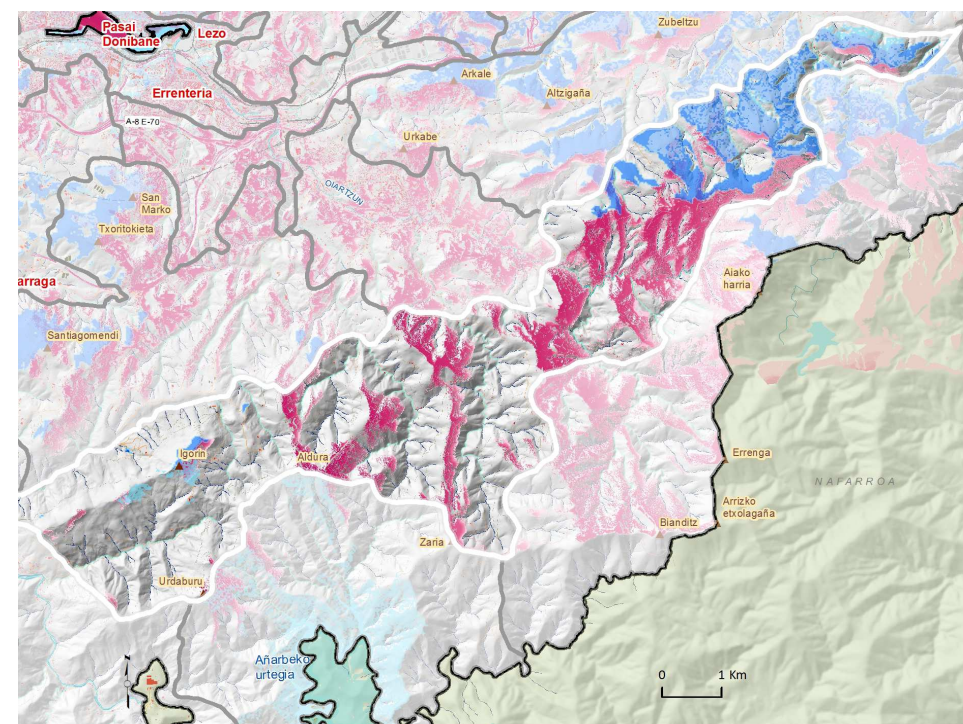 Zubeltzu
Pasai
Donibane
Lezo
Arkale
Errenteria
Altzigaña
A-8 E-70
Urkabe
OIARTZUN
San
Marko
Txoritokieta
arraga
Aiako
harria
Santiagomendi
Igorin
Aldura
Errenga
NAFARROA
Arrizko
etxolagaña
Bianditz
Zaria
Urdaburu
Añarbeko
urtegia
0 1 Km